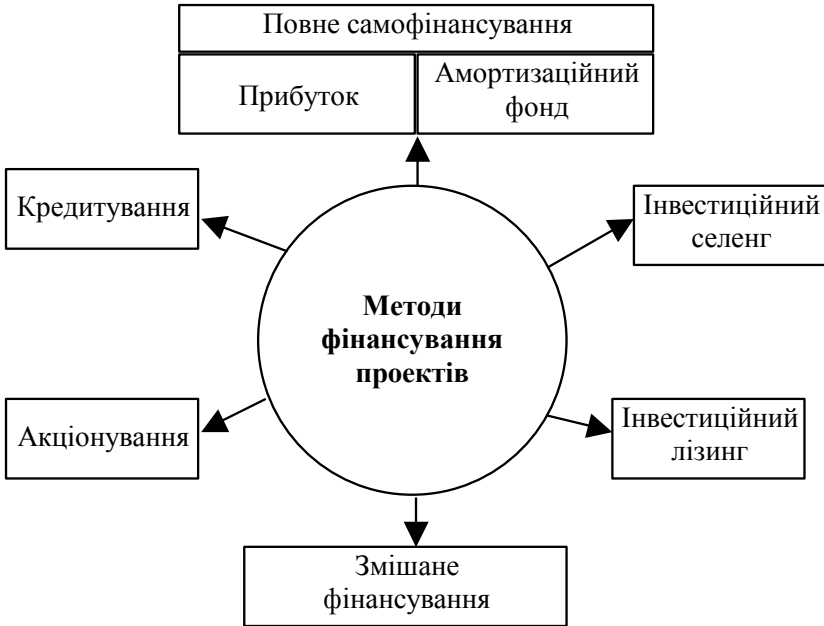 Повне самофінансування
Прибуток
Амортизаційний
фонд
Кредитування
Інвестиційний
селенг
Методи
фінансування
проектів
Акціонування
Інвестиційний
лізинг
Змішане
фінансування